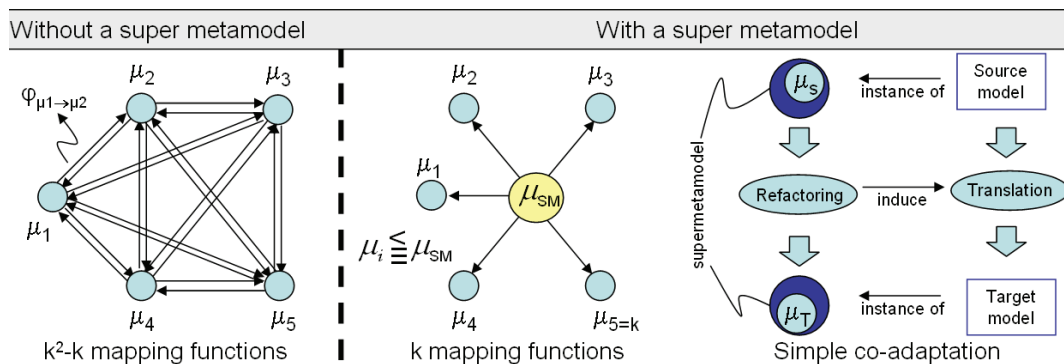 Without a super metamodel
With a super metamodel
μ2
μ3
φμ1→μ2
μ1
μ4
μ5
k²-k mapping functions
μ2
μ3
μ1
μSM
μi ≦ μSM
μ4
μ5=k
k mapping functions
μS
instance of
Source
model
supermetamodel
Refactoring
induce
Translation
μT
instance of
Target
model
Simple co-adaptation